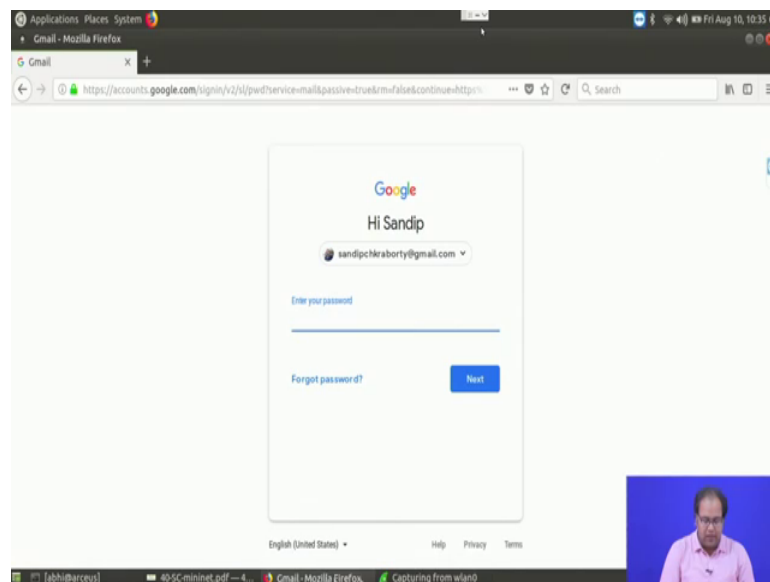 Applications Places System Fri Aug 10, 10:35
Gmail - Mozilla Firefox
Gmail
https://accounts.google.com/signin/v2/sl/pwd?service=mail&passive=true&rm=false&continue=https Search
Google
Hi Sandip
sandipchkraborty@gmail.com
Enter your password
Forgot password? Next
English (United States) Help Privacy Terms
[abhi@arceus] 40-SC-mininet.pdf — 4... Gmail - Mozilla Firefox Capturing from wlan0